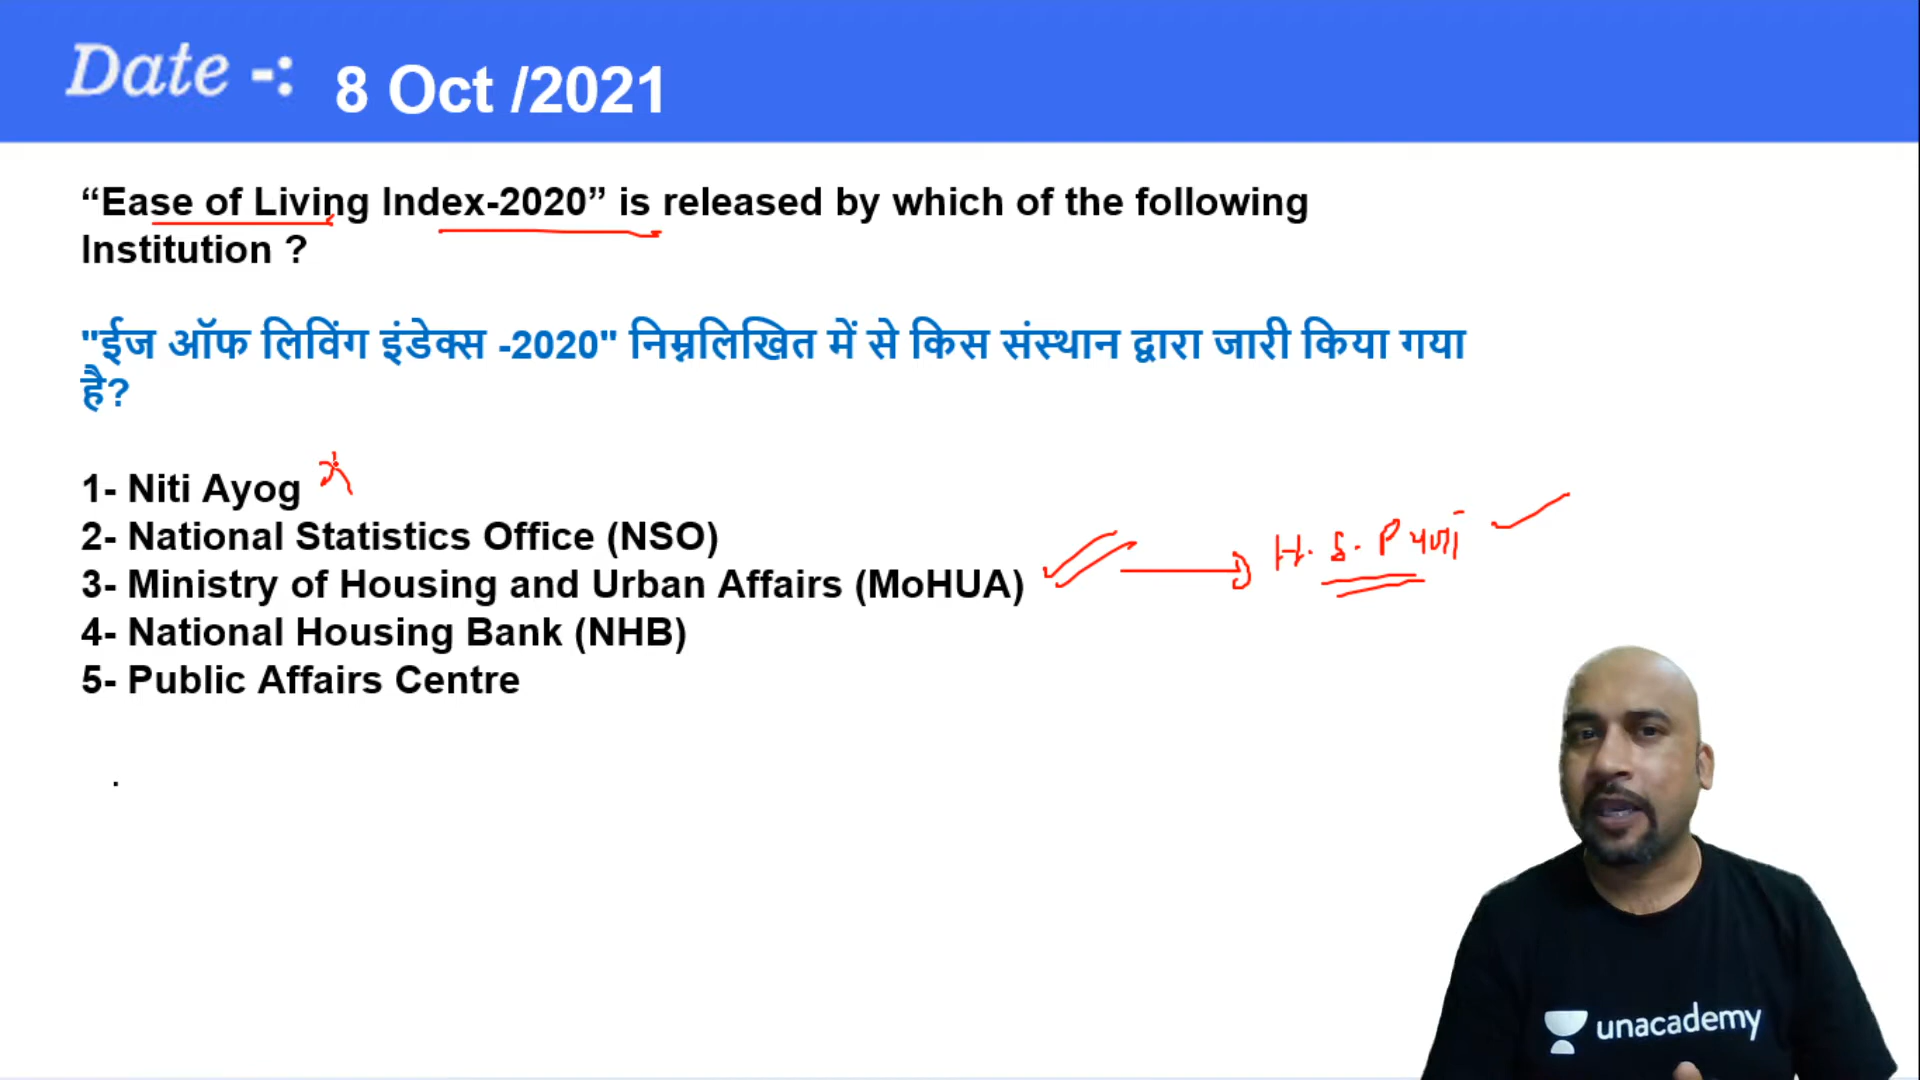 Date -: 8 Oct /2021
“Ease of Living Index-2020” is released by which of the following
Institution ?
"ईज ऑफ लिविंग इंडेक्स -2020" निम्नलिखित में से किस संस्थान द्वारा जारी किया गया
है?
1- Niti Ayog
2- National Statistics Office (NSO)
3- Ministry of Housing and Urban Affairs (MoHUA)
H. S. P
4- National Housing Bank (NHB)
5- Public Affairs Centre
unacademy